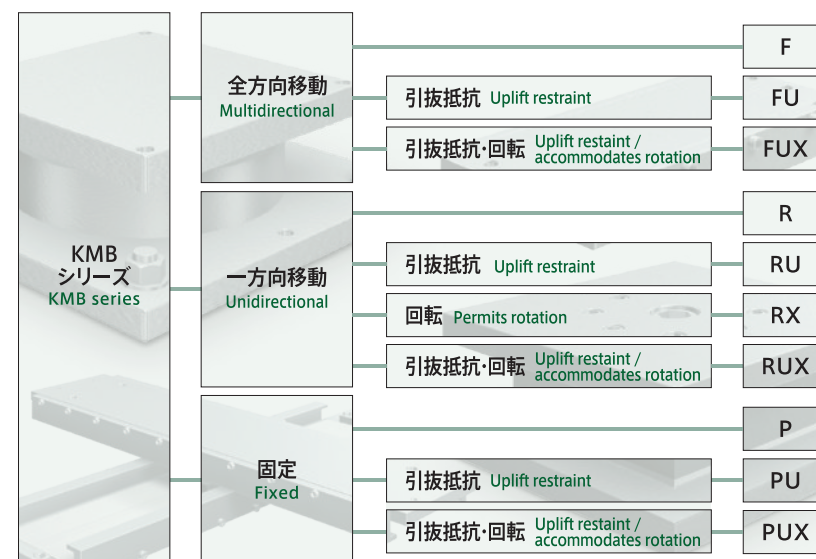 KMB
シリーズ
KMB series
全方向移動
Multidirectional
F
引抜抵抗 Uplift restraint
FU
引抜抵抗·回転 Uplift restaint /
accommodates rotation
FUX
一方向移動
Unidirectional
R
引抜抵抗 Uplift restraint
RU
回転 Permits rotation
RX
引抜抵抗·回転 Uplift restaint /
accommodates rotation
RUX
固定
Fixed
P
引抜抵抗 Uplift restraint
PU
引抜抵抗·回転 Uplift restaint /
accommodates rotation
PUX